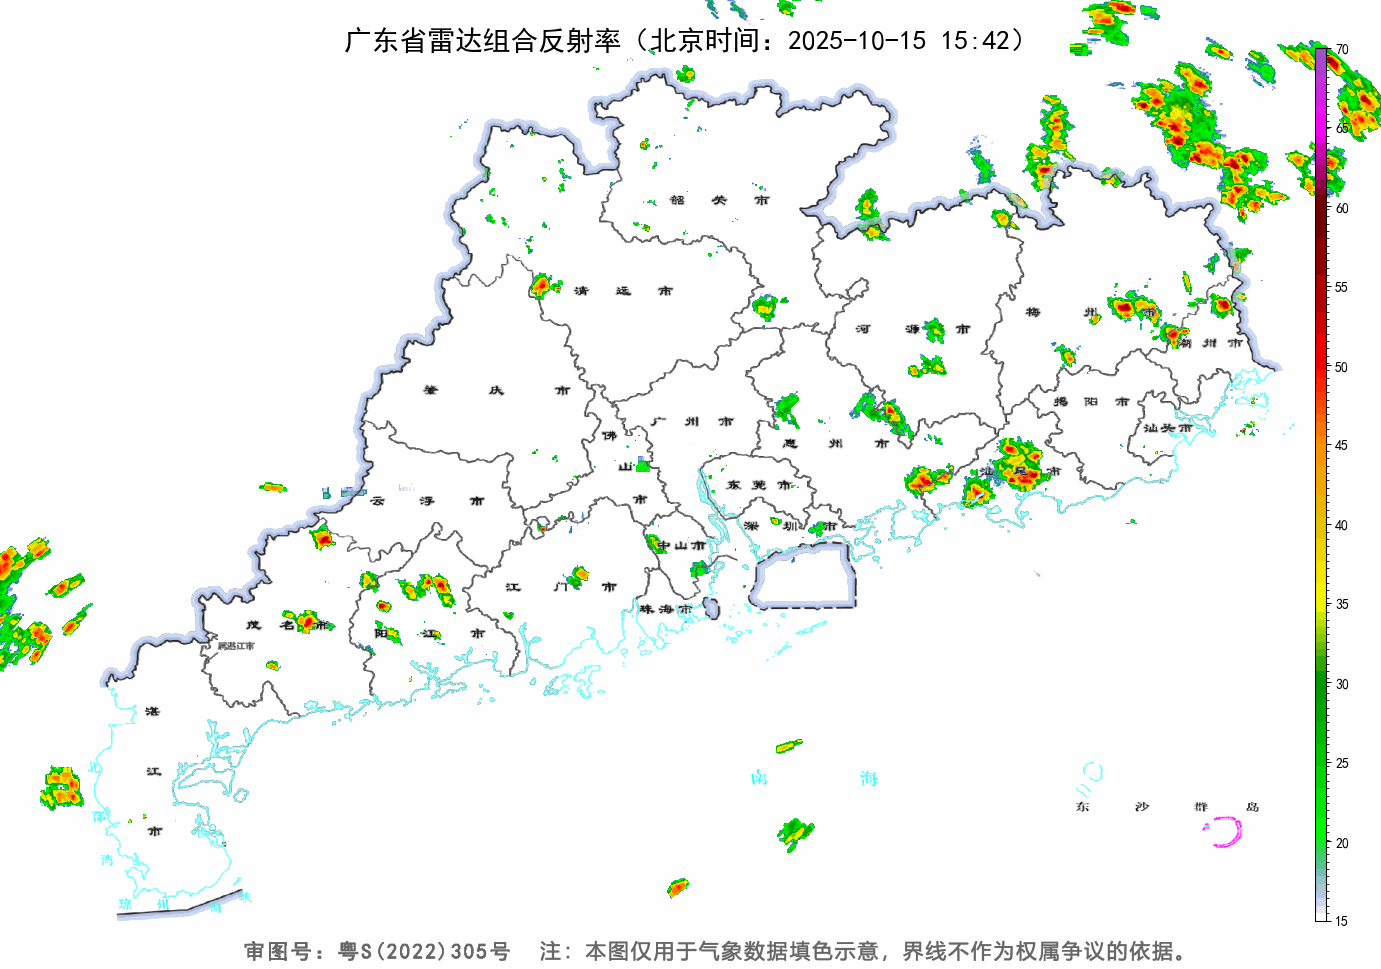 广东省雷达组合反射率（北京时间：2025-10-15 15:42）
70
65
60
55
50
45
40
35
30
25
20
15
韶关市
清远市
河源市
梅州市
潮州市
肇庆市
广州市
揭阳市
汕头市
佛山市
惠州市
汕尾市
云浮市
东莞市
深圳市
中山市
江门市
珠海市
茂名市
阳江市
属湛江市
湛江市
北部湾
琼州海峡
南海
东沙群岛
审图号：粤S(2022)305号 注：本图仅用于气象数据填色示意，界线不作为权属争议的依据。